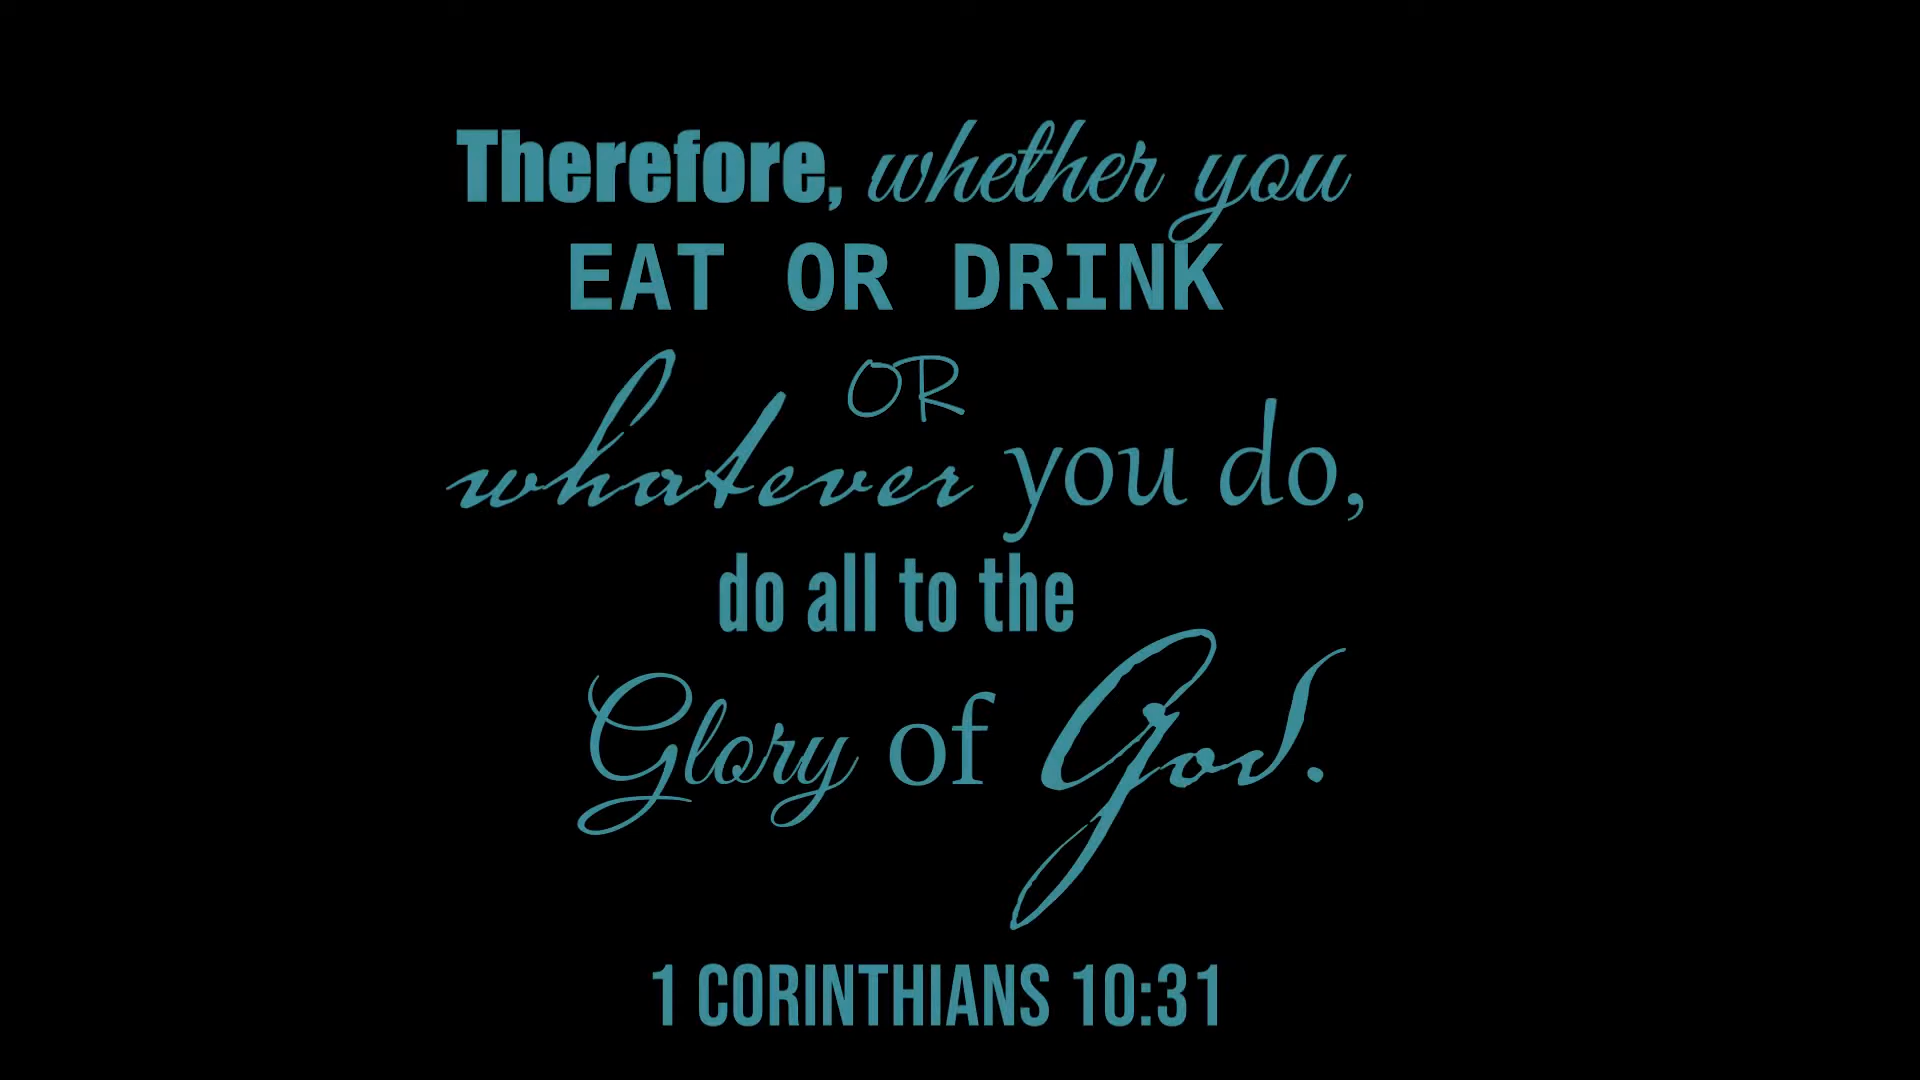 Therefore, whether you
EAT OR DRINK
OR
whatever you do,
do all to the
Glory of God.
1 CORINTHIANS 10:31